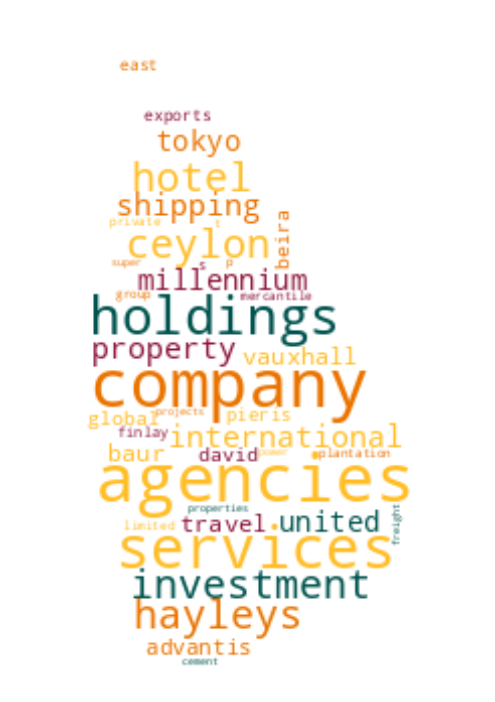 east
exports
tokyo
hotel
shipping
private
t
beira
ceylon
super
s
p
millennium
group
mercantile
holdings
property
vauxhall
company
global
projects
pieris
finlay
international
baur
david
power
plantation
agencies
properties
limited
travel
united
freight
services
investment
hayleys
advantis
cement